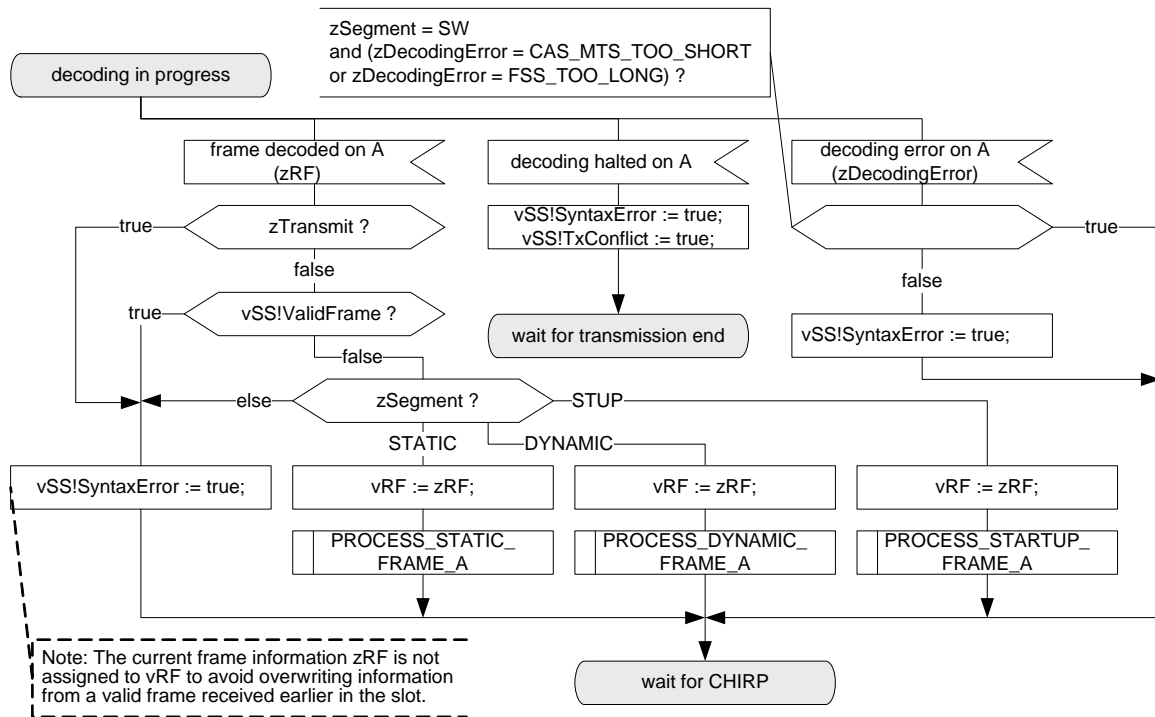 zSegment = SW
and (zDecodingError = CAS_MTS_TOO_SHORT
or zDecodingError = FSS_TOO_LONG) ?
decoding in progress
frame decoded on A
(zRF)
decoding halted on A
decoding error on A
(zDecodingError)
true
zTransmit ?
vSS!SyntaxError := true;
vSS!TxConflict := true;
true
false
false
true
vSS!ValidFrame ?
wait for transmission end
vSS!SyntaxError := true;
false
else
zSegment ?
STUP
STATIC
DYNAMIC
vSS!SyntaxError := true;
vRF := zRF;
vRF := zRF;
vRF := zRF;
PROCESS_STATIC_
FRAME_A
PROCESS_DYNAMIC_
FRAME_A
PROCESS_STARTUP_
FRAME_A
Note: The current frame information zRF is not
assigned to vRF to avoid overwriting information
from a valid frame received earlier in the slot.
wait for CHIRP